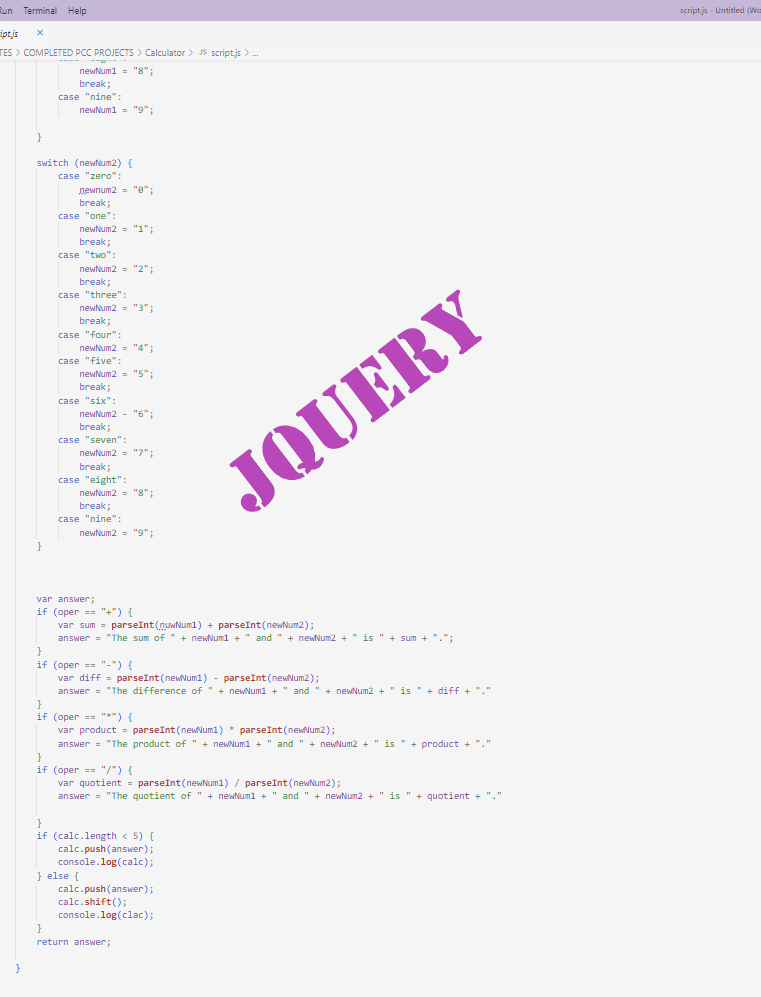 Run Terminal Help script.js - Untitled (Wo
ipt.js ×
TES > COMPLETED PCC PROJECTS > Calculator > JS script.js > ...
newNum1 = "8";
break;
case "nine":
newNum1 = "9";
}
switch (newNum2) {
case "zero":
newnum2 = "0";
break;
case "one":
newNum2 = "1";
break;
case "two":
newNum2 = "2";
break;
case "three":
newNum2 = "3";
break;
case "four":
newNum2 = "4";
case "five":
newNum2 = "5";
break;
case "six":
newNum2 - "6";
break;
case "seven":
newNum2 = "7";
break;
case "eight":
newNum2 = "8";
break;
case "nine":
newNum2 = "9";
}
JQUERY
var answer;
if (oper == "+") {
var sum = parseInt(nuwNum1) + parseInt(newNum2);
answer = "The sum of " + newNum1 + " and " + newNum2 + " is " + sum + ".";
}
if (oper == "-") {
var diff = parseInt(newNum1) - parseInt(newNum2);
answer = "The difference of " + newNum1 + " and " + newNum2 + " is " + diff + "."
}
if (oper == "*") {
var product = parseInt(newNum1) * parseInt(newNum2);
answer = "The product of " + newNum1 + " and " + newNum2 + " is " + product + "."
}
if (oper == "/") {
var quotient = parseInt(newNum1) / parseInt(newNum2);
answer = "The quotient of " + newNum1 + " and " + newNum2 + " is " + quotient + "."
}
if (calc.length < 5) {
calc.push(answer);
console.log(calc);
} else {
calc.push(answer);
calc.shift();
console.log(clac);
}
return answer;
}